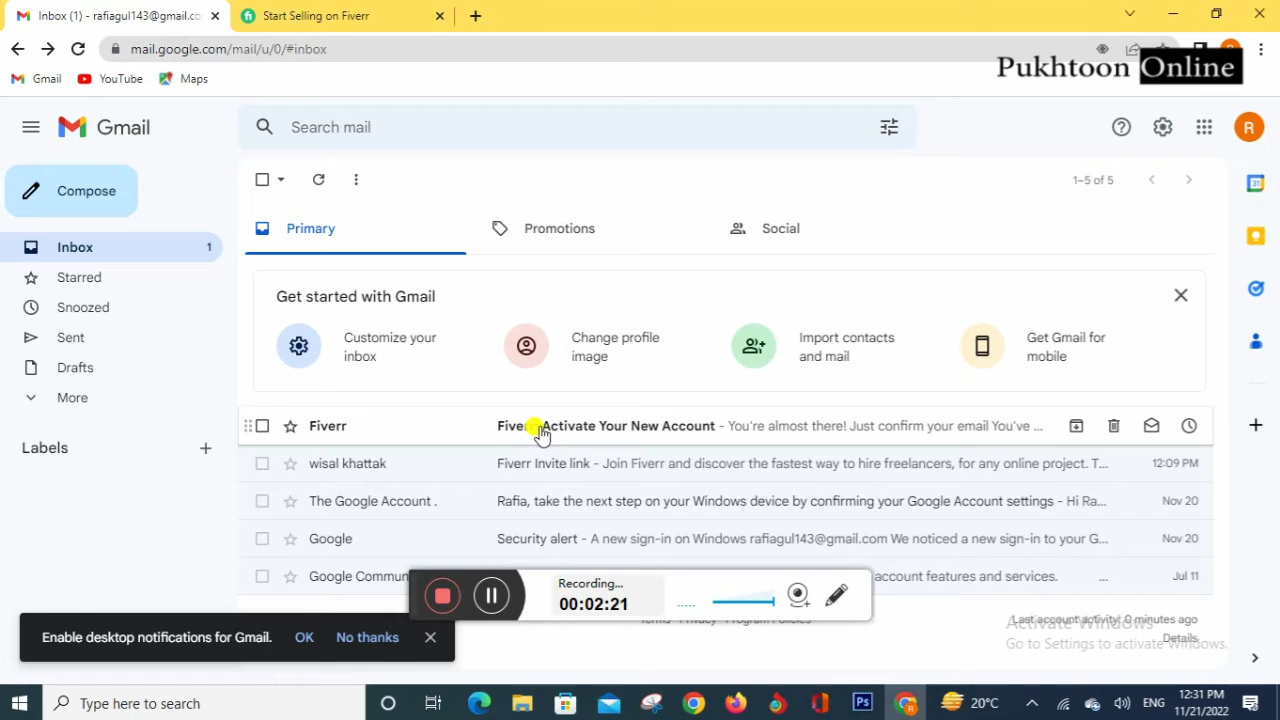 Inbox (1) - rafiagul143@gmail.co
Start Selling on Fiverr
mail.google.com/mail/u/0/#inbox
Gmail
YouTube
Maps
Pukhtoon Online
Gmail
Search mail
R
Compose
1–5 of 5
Primary
Promotions
Social
Inbox
1
Starred
Snoozed
Sent
Drafts
More
Labels
Get started with Gmail
Customize your
inbox
Change profile
image
Import contacts
and mail
Get Gmail for
mobile
Fiverr
Activate Your New Account - You're almost there! Just confirm your email You've ...
wisal khattak
Fiverr Invite link - Join Fiverr and discover the fastest way to hire freelancers, for any online project. T...
12:09 PM
The Google Account .
Rafia, take the next step on your Windows device by confirming your Google Account settings - Hi Ra...
Nov 20
Google
Security alert - A new sign-in on Windows rafiagul143@gmail.com We noticed a new sign-in to your G...
Nov 20
Google Commun
account features and services. ...
Jul 11
Recording...
00:02:21
Enable desktop notifications for Gmail.
OK
No thanks
Last account activity: 0 minutes ago
Details
Activate Windows
Go to Settings to activate Windows.
Type here to search
Ps
R
20°C
ENG
12:31 PM
11/21/2022
31